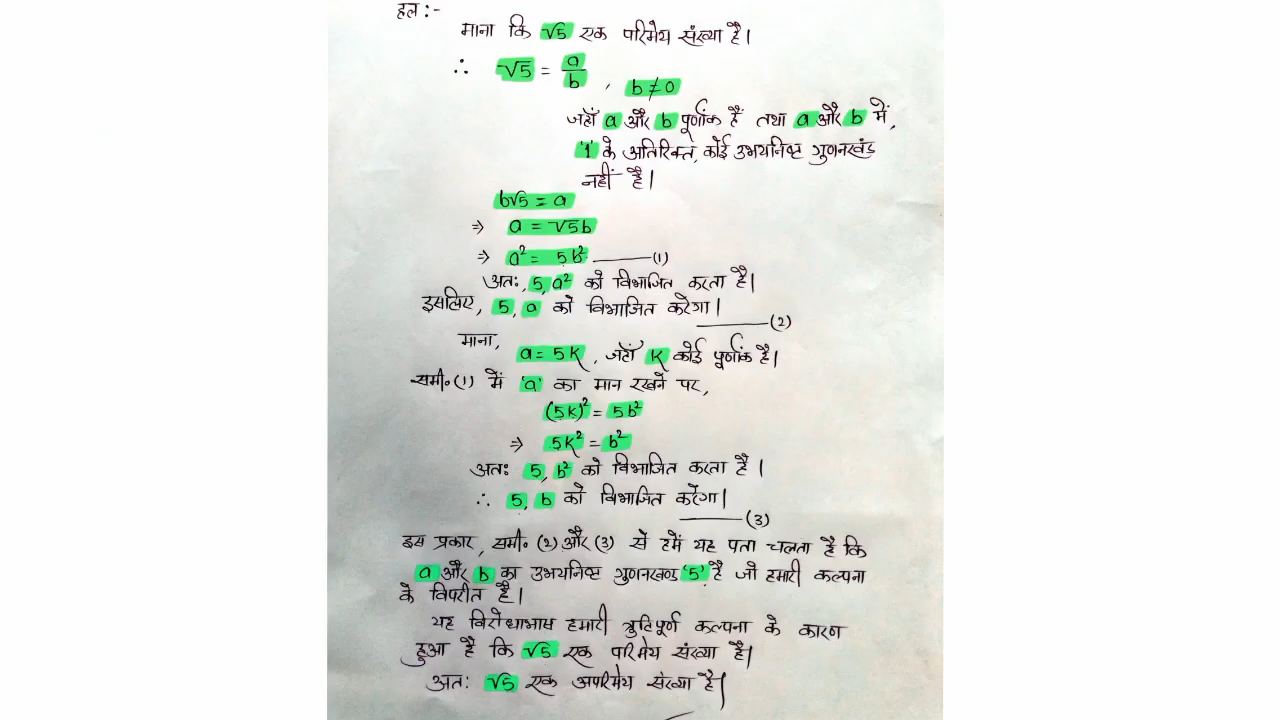 हल :-
माना कि √5 एक परिमेय संख्या है।
∴ √5 = a/b , b ≠ 0
जहाँ a और b पूर्णांक हैं तथा a और b में,
'1' के अतिरिक्त, कोई उभयनिष्ट गुणनखंड
नहीं है।
b√5 = a
⇒ a = √5b
⇒ a² = 5b² ———(1)
अतः, 5, a² को विभाजित करता है।
इसलिए, 5, a को विभाजित करेगा।
———(2)
माना,
a = 5K , जहाँ K कोई पूर्णांक है।
समी॰(1) में 'a' का मान रखने पर,
(5K)² = 5b²
⇒ 5K² = b²
अतः 5, b² को विभाजित करता है।
∴ 5, b को विभाजित करेगा।
———(3)
इस प्रकार, समी॰ (2) और (3) से हमें यह पता चलता है कि
a और b का उभयनिष्ट गुणनखण्ड '5' है जो हमारी कल्पना
के विपरीत है।
यह विरोधाभास हमारी त्रुटिपूर्ण कल्पना के कारण
हुआ है कि √5 एक परिमेय संख्या है।
अतः √5 एक अपरिमेय संख्या है।